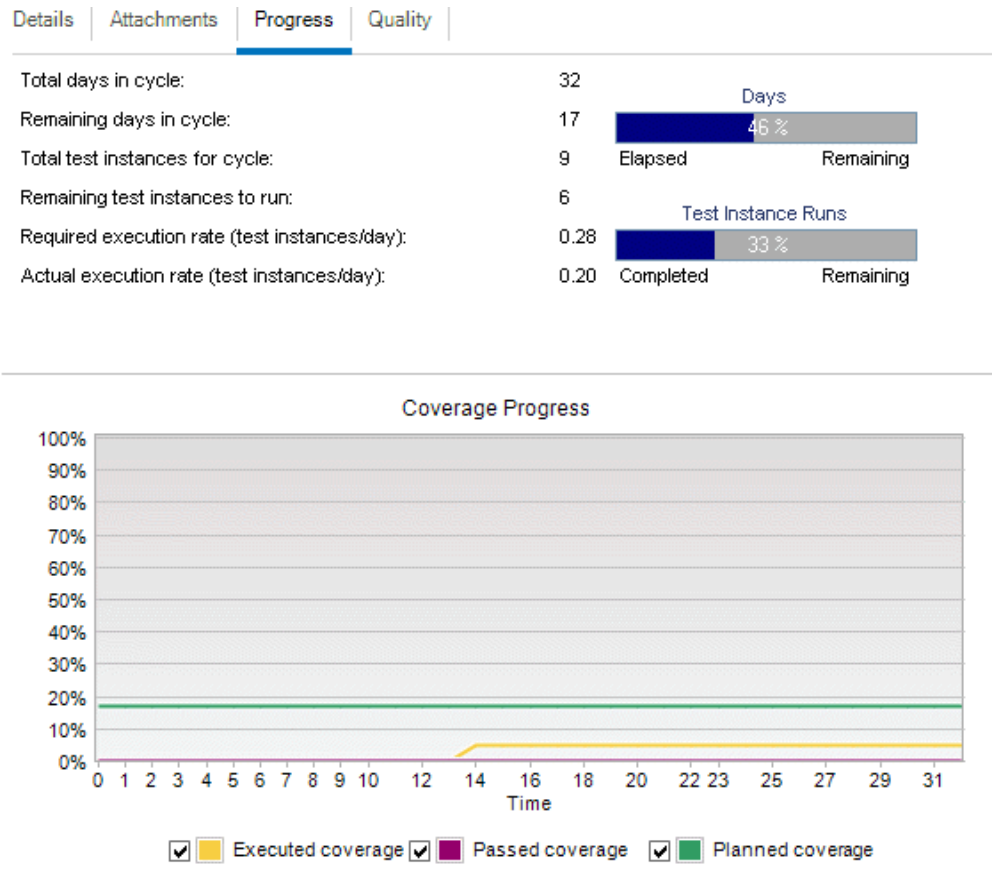 Details Attachments Progress Quality
Total days in cycle: 32
Remaining days in cycle: 17
Total test instances for cycle: 9
Remaining test instances to run: 6
Required execution rate (test instances/day): 0.28
Actual execution rate (test instances/day): 0.20
Days
46 %
Elapsed Remaining
Test Instance Runs
33 %
Completed Remaining
Coverage Progress
100%
90%
80%
70%
60%
50%
40%
30%
20%
10%
0%
0 1 2 3 4 5 6 7 8 9 10 12 14 16 18 20 22 23 25 27 29 31
Time
Executed coverage Passed coverage Planned coverage